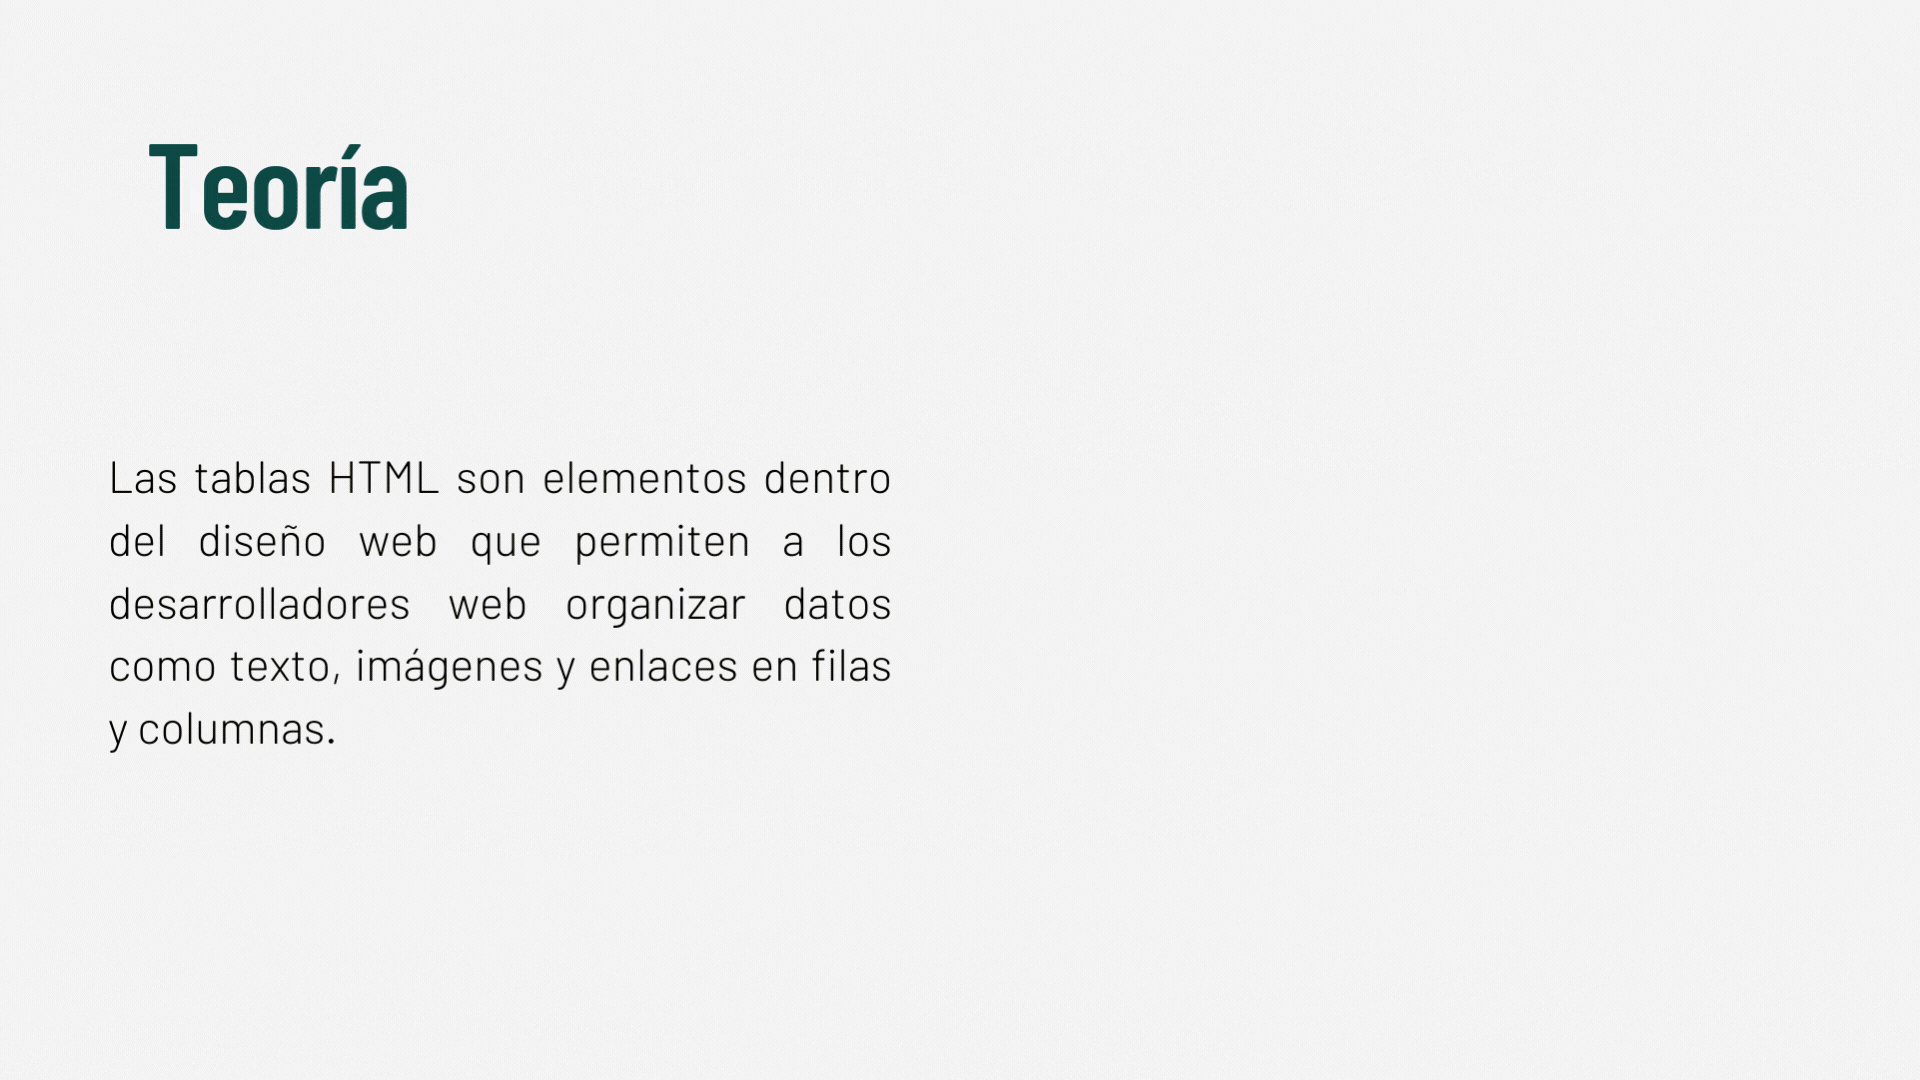 Teoría
Las tablas HTML son elementos dentro
del diseño web que permiten a los
desarrolladores web organizar datos
como texto, imágenes y enlaces en filas
y columnas.